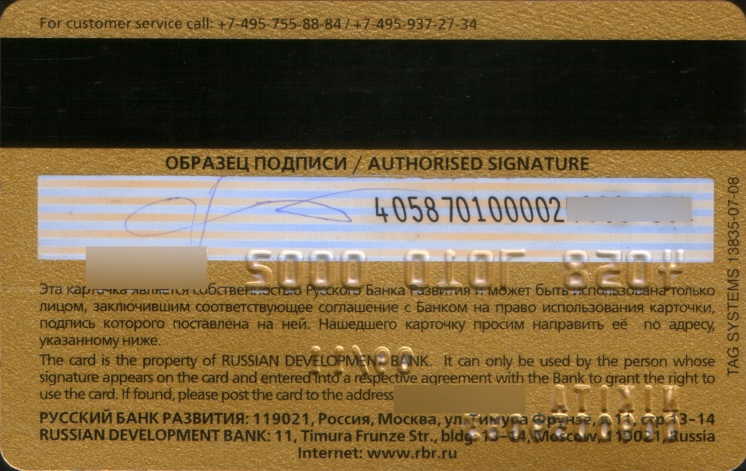 For customer service call: +7-495-755-88-84 / +7-495-937-27-34
ОБРАЗЕЦ ПОДПИСИ / AUTHORISED SIGNATURE
405870100002
4058 7010 0002
Эта карточка является собственностью Русского Банка Развития и может быть использована только
лицом, заключившим соответствующее соглашение с Банком на право использования карточки,
подпись которого поставлена на ней. Нашедшего карточку просим направить её по адресу,
указанному ниже.
The card is the property of RUSSIAN DEVELOPMENT BANK. It can only be used by the person whose
signature appears on the card and entered into a respective agreement with the Bank to grant the right to
use the card. If found, please post the card to the address
NIKITA
РУССКИЙ БАНК РАЗВИТИЯ: 119021, Россия, Москва, ул. Тимура Фрунзе, д. 11, стр. 13-14
RUSSIAN DEVELOPMENT BANK: 11, Timura Frunze Str., bldg. 13-14, Moscow, 119021, Russia
Internet: www.rbr.ru
TAG SYSTEMS 13835-07-08